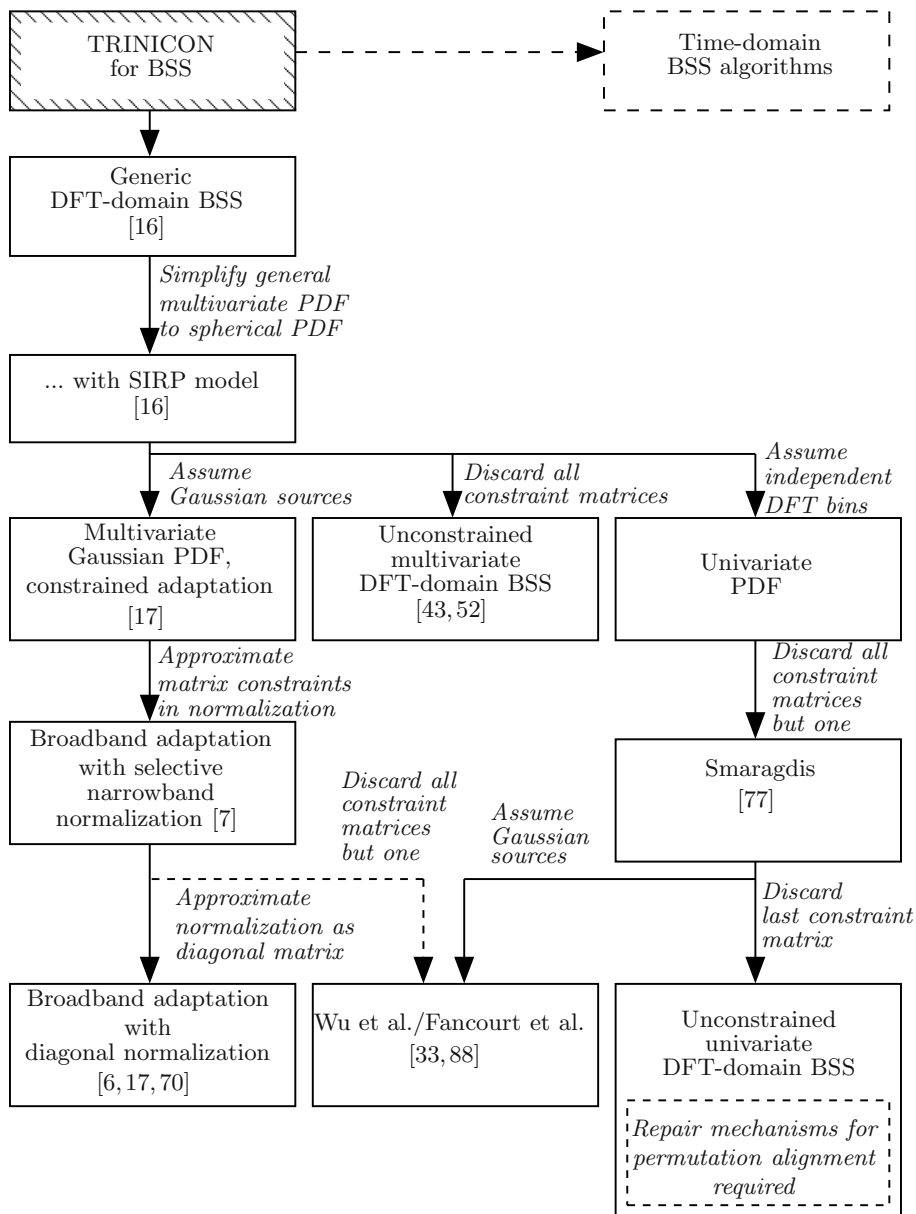 TRINICON
for BSS
Time-domain
BSS algorithms
Generic
DFT-domain BSS
[16]
Simplify general
multivariate PDF
to spherical PDF
... with SIRP model
[16]
Assume
Gaussian sources
Discard all
constraint matrices
Assume
independent
DFT bins
Multivariate
Gaussian PDF,
constrained adaptation
[17]
Unconstrained
multivariate
DFT-domain BSS
[43, 52]
Univariate
PDF
Approximate
matrix constraints
in normalization
Discard all
constraint
matrices
but one
Broadband adaptation
with selective
narrowband
normalization [7]
Discard all
constraint
matrices
but one
Assume
Gaussian
sources
Smaragdis
[77]
Approximate
normalization as
diagonal matrix
Discard
last constraint
matrix
Broadband adaptation
with
diagonal normalization
[6, 17, 70]
Wu et al./Fancourt et al.
[33, 88]
Unconstrained
univariate
DFT-domain BSS
Repair mechanisms for
permutation alignment
required